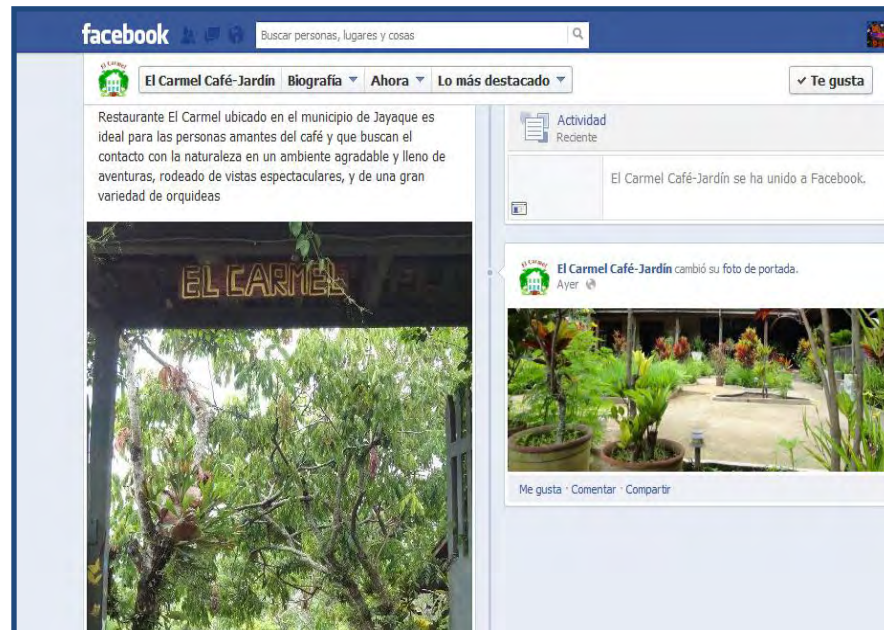 facebook
Buscar personas, lugares y cosas
El Carmel
El Carmel Café-Jardín Biografía Ahora Lo más destacado
Te gusta
Restaurante El Carmel ubicado en el municipio de Jayaque es
ideal para las personas amantes del café y que buscan el
contacto con la naturaleza en un ambiente agradable y lleno de
aventuras, rodeado de vistas espectaculares, y de una gran
variedad de orquideas
EL CARMEL
Actividad
Reciente
El Carmel Café-Jardín se ha unido a Facebook.
El Carmel
El Carmel Café-Jardín cambió su foto de portada.
Ayer
Me gusta · Comentar · Compartir